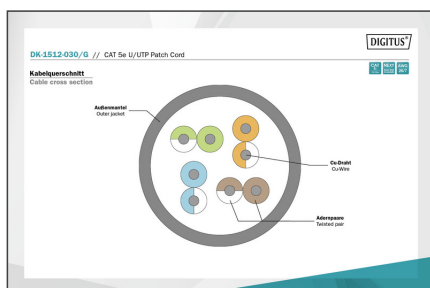 DIGITUS®
DK-1512-030/G // CAT 5e U/UTP Patch Cord
Kabelquerschnitt
Cable cross section
Außenmantel
Outer jacket
Cu-Draht
Cu-Wire
Aderspaare
Twisted pair